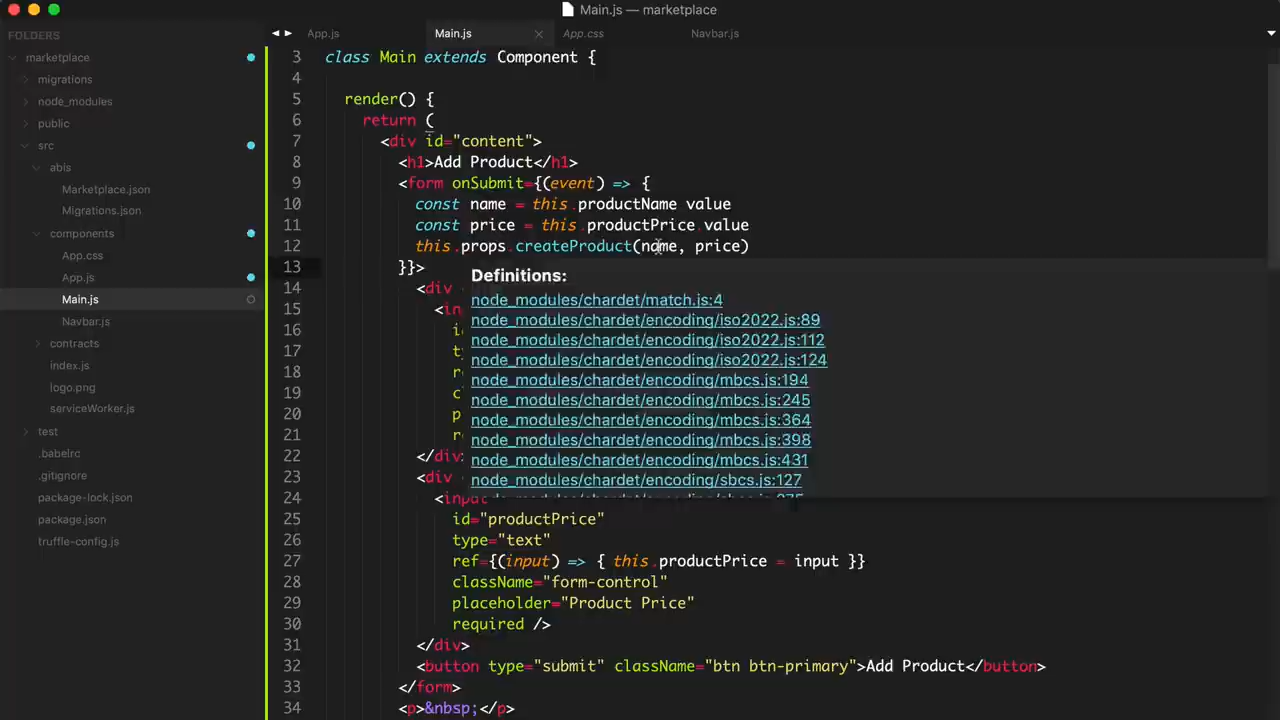 Main.js — marketplace
FOLDERS
marketplace
migrations
node_modules
public
src
abis
Marketplace.json
Migrations.json
components
App.css
App.js
Main.js
Navbar.js
contracts
index.js
logo.png
serviceWorker.js
test
.babelrc
.gitignore
package-lock.json
package.json
truffle-config.js
App.js Main.js App.css Navbar.js
3 class Main extends Component {
4
5 render() {
6 return (
7 <div id="content">
8 <h1>Add Product</h1>
9 <form onSubmit={(event) => {
10 const name = this.productName value
11 const price = this.productPrice.value
12 this.props.createProduct(name, price)
13 }}>
14 <div
15 <in
16 i
17 t
18 r
19 c
20 p
21 r
22 </div
23 <div
24 <input
25 id="productPrice"
26 type="text"
27 ref={(input) => { this.productPrice = input }}
28 className="form-control"
29 placeholder="Product Price"
30 required />
31 </div>
32 <button type="submit" className="btn btn-primary">Add Product</button>
33 </form>
34 <p>&nbsp;</p>
Definitions:
node_modules/chardet/match.js:4
node_modules/chardet/encoding/iso2022.js:89
node_modules/chardet/encoding/iso2022.js:112
node_modules/chardet/encoding/iso2022.js:124
node_modules/chardet/encoding/mbcs.js:194
node_modules/chardet/encoding/mbcs.js:245
node_modules/chardet/encoding/mbcs.js:364
node_modules/chardet/encoding/mbcs.js:398
node_modules/chardet/encoding/mbcs.js:431
node_modules/chardet/encoding/sbcs.js:127